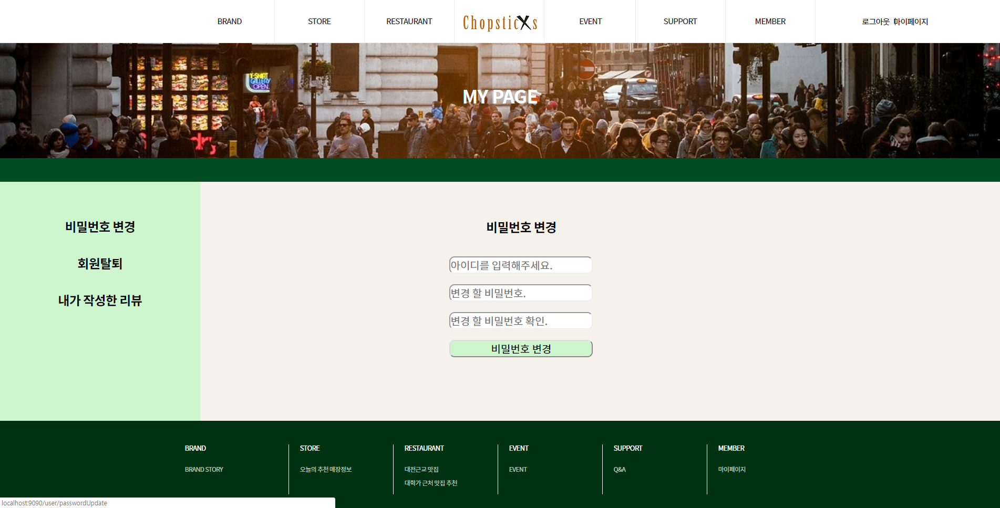 BRAND
STORE
RESTAURANT
Chopsticxs
EVENT
SUPPORT
MEMBER
로그아웃 마이페이지
Y-SHIRT
GALLERY
OPEN
MY PAGE
비밀번호 변경
회원탈퇴
내가 작성한 리뷰
비밀번호 변경
아이디를 입력해주세요.
변경 할 비밀번호.
변경 할 비밀번호 확인.
비밀번호 변경
BRAND
BRAND STORY
STORE
오늘의 추천 매장정보
RESTAURANT
대전근교 맛집
대학가 근처 맛집 추천
EVENT
EVENT
SUPPORT
Q&A
MEMBER
마이페이지
localhost:9090/user/passwordUpdate